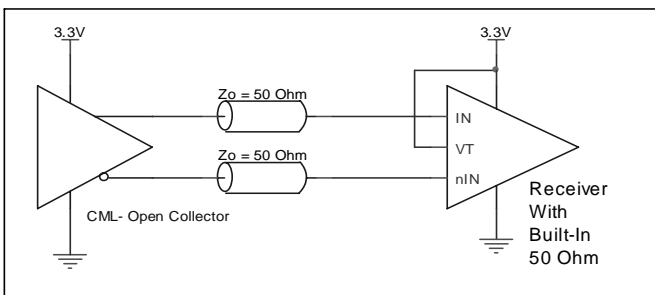 3.3V
3.3V
Zo = 50 Ohm
IN
VT
Zo = 50 Ohm
nIN
CML- Open Collector
Receiver
With
Built-In
50 Ohm